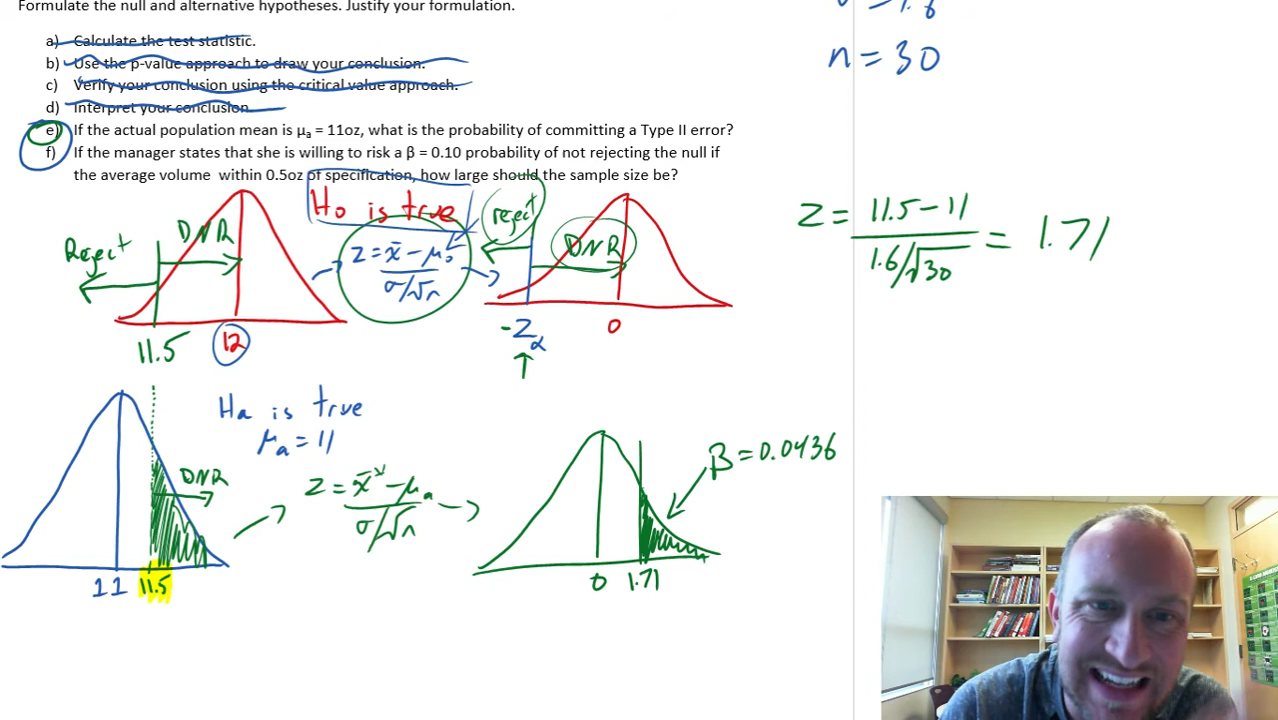 Formulate the null and alternative hypotheses. Justify your formulation.
a) Calculate the test statistic.
b) Use the p-value approach to draw your conclusion.
c) Verify your conclusion using the critical value approach.
d) Interpret your conclusion
e) If the actual population mean is μa = 11oz, what is the probability of committing a Type II error?
f) If the manager states that she is willing to risk a β = 0.10 probability of not rejecting the null if
the average volume within 0.5oz of specification, how large should the sample size be?
n = 30
Reject
DNR
11.5
12
Ho is true
z = x̄ - μ₀
σ/√n
reject
DNR
-Zα
0
z = 11.5 - 11
1.6/√30
= 1.71
Ha is true
μa = 11
DNR
11
11.5
z = x̄ - μa
σ/√n
β = 0.0436
0
1.71